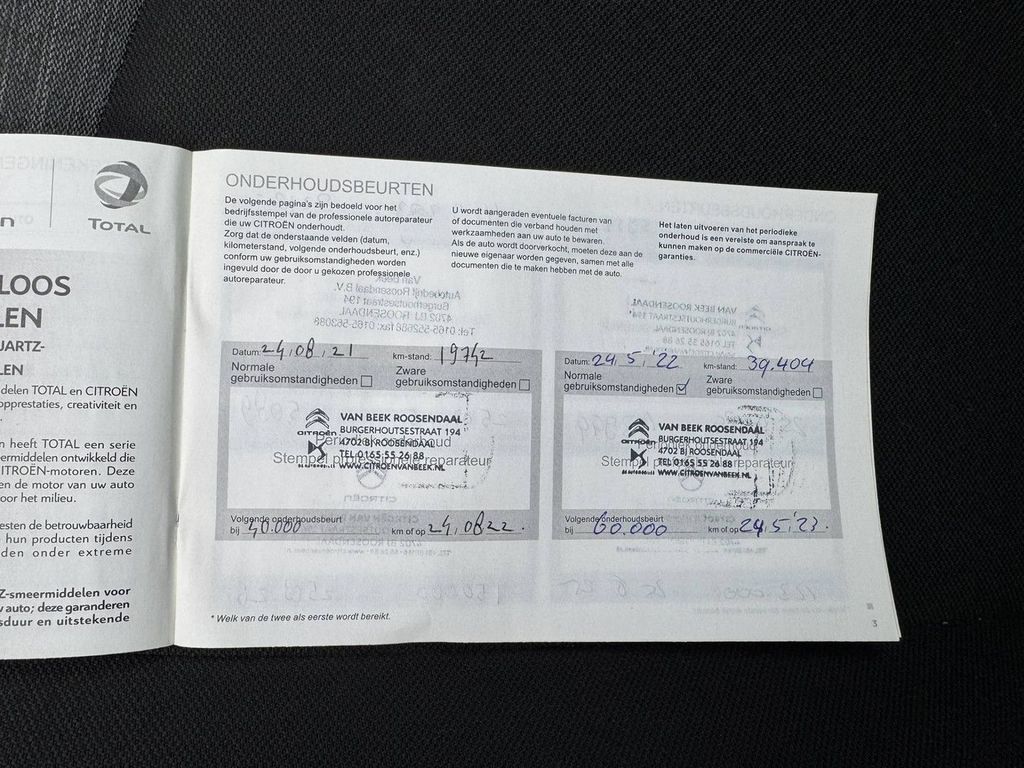 TOTAL
LOOS
LEN
UARTZ-
LEN
delen TOTAL en CITROËN
opprestaties, creativiteit en
n heeft TOTAL een serie
ermiddelen ontwikkeld die
ITROËN-motoren. Deze
en de motor van uw auto
oor het milieu.
esten de betrouwbaarheid
hun producten tijdens
den onder extreme
Z-smeermiddelen voor
v auto; deze garanderen
sduur en uitstekende
ONDERHOUDSBEURTEN
De volgende pagina's zijn bedoeld voor het
bedrijfsstempel van de professionele autoreparateur
die uw CITROËN onderhoudt.
Zorg dat de onderstaande velden (datum,
kilometerstand, volgende onderhoudsbeurt, enz.)
conform uw gebruiksomstandigheden worden
ingevuld door de door u gekozen professionele
autoreparateur.
U wordt aangeraden eventuele facturen van
of documenten die verband houden met
werkzaamheden aan uw auto te bewaren.
Als de auto wordt doorverkocht, moeten deze aan de
nieuwe eigenaar worden gegeven, samen met alle
documenten die te maken hebben met de auto.
Het laten uitvoeren van het periodieke
onderhoud is een vereiste om aanspraak te
kunnen maken op de commerciële CITROËN-
garanties.
Datum: 24,08,21 km-stand: 19742
Normale gebruiksomstandigheden
Zware gebruiksomstandigheden
VAN BEEK ROOSENDAAL
BURGERHOUTSESTRAAT 194
CITROËN
4702 BJ ROOSENDAAL
Periodiek onderhoud
TEL 0165 55 26 88
Stempel professionele reparateur
WWW.CITROENVANBEEK.NL
Volgende onderhoudsbeurt
bij 40.000 km of op 24,08 22.
Datum: 24.5.'22 km-stand: 39.404
Normale gebruiksomstandigheden ✓
Zware gebruiksomstandigheden
VAN BEEK ROOSENDAAL
BURGERHOUTSESTRAAT 194
CITROËN
4702 BJ ROOSENDAAL
Periodiek onderhoud
TEL 0165 55 26 88
Stempel professionele reparateur
WWW.CITROENVANBEEK.NL
Volgende onderhoudsbeurt
bij 60.000 km of op 24.5.'23.
* Welk van de twee als eerste wordt bereikt.
3